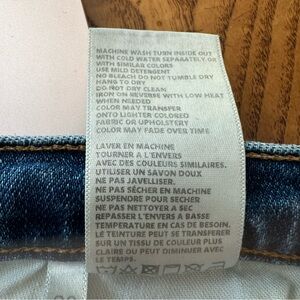 MACHINE WASH TURN INSIDE OUT
WITH COLD WATER SEPARATELY OR
WITH SIMILAR COLORS
USE MILD DETERGENT
NO BLEACH DO NOT TUMBLE DRY
HANG TO DRY
DO NOT DRY CLEAN
IRON ON REVERSE WITH LOW HEAT
WHEN NEEDED
COLOR MAY TRANSFER
ONTO LIGHTER COLORED
FABRIC OR UPHOLSTERY
COLOR MAY FADE OVER TIME
LAVER EN MACHINE
TOURNER A L'ENVERS
AVEC DES COULEURS SIMILAIRES.
UTILISER UN SAVON DOUX
NE PAS JAVELLISER.
NE PAS SÉCHER EN MACHINE
SUSPENDRE POUR SECHER
NE PAS NETTOYER A SEC
REPASSER L'ENVERS A BASSE
TEMPERATURE EN CAS DE BESOIN.
LE TEINTURE PEUT SE TRANSFERER
SUR UN TISSU DE COULEUR PLUS
CLAIRE OU PEUT DIMINUER AVEC
LE TEMPS.